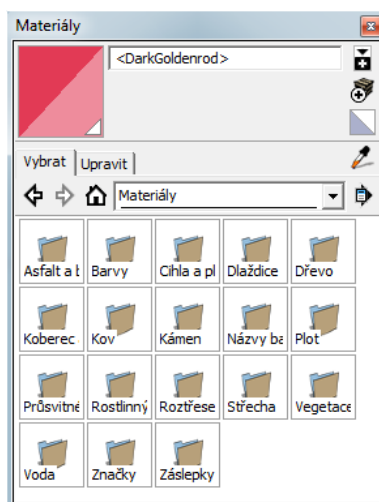 Materiály
<DarkGoldenrod>
Vybrat Upravit
Materiály
Asfalt a b Barvy Cihla a pl Dlaždice Dřevo
Koberec Kov Kámen Názvy ba Plot
Průsvitné Rostlinný Roztřese Střecha Vegetace
Voda Značky Záslepky